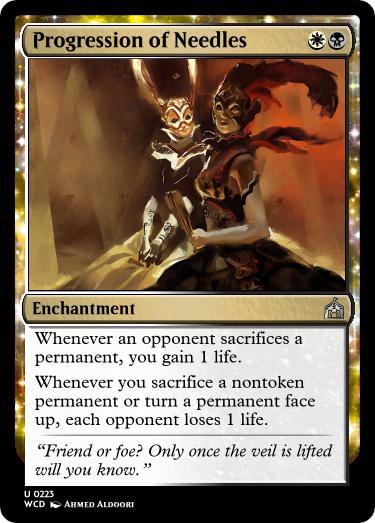 Progression of Needles
Enchantment
Whenever an opponent sacrifices a
permanent, you gain 1 life.
Whenever you sacrifice a nontoken
permanent or turn a permanent face
up, each opponent loses 1 life.
“Friend or foe? Only once the veil is lifted
will you know.”
U 0223
WCD Ahmed Aldoori